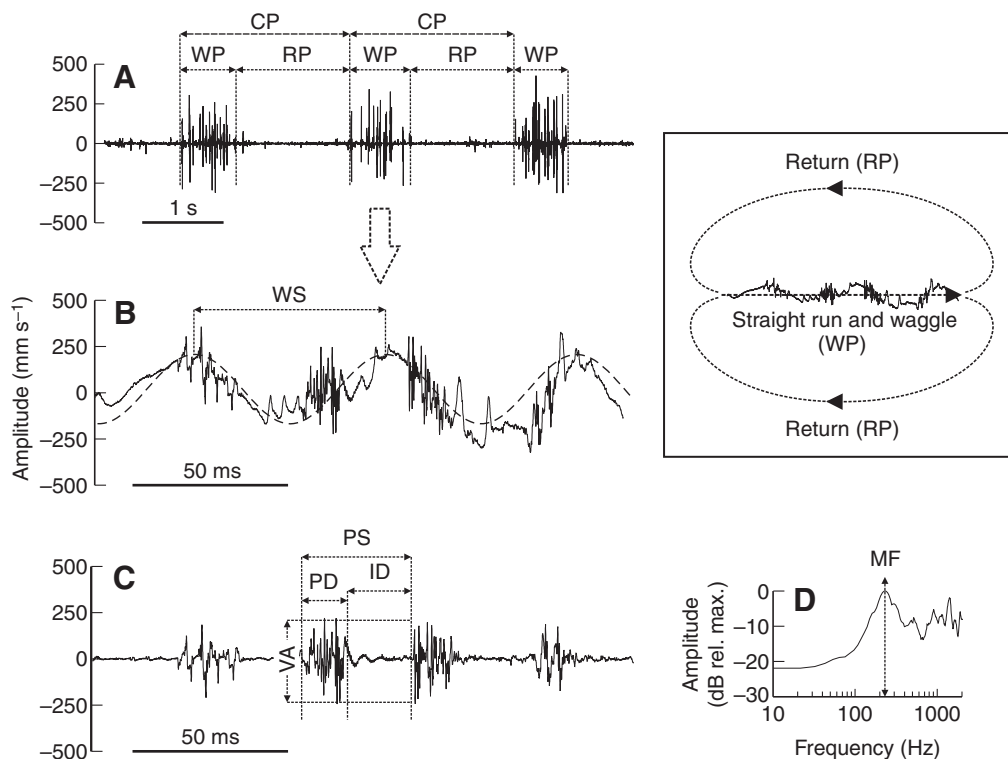 CP CP
WP RP WP RP WP
A
500
250
0
–250
–500
1 s
B
WS
500
250
0
–250
–500
Amplitude (mm s–1)
50 ms
Return (RP)
Straight run and waggle
(WP)
Return (RP)
C
PS
PD ID
VA
500
250
0
–250
–500
50 ms
MF
D
0
–10
–20
–30
Amplitude
(dB rel. max.)
10 100 1000
Frequency (Hz)